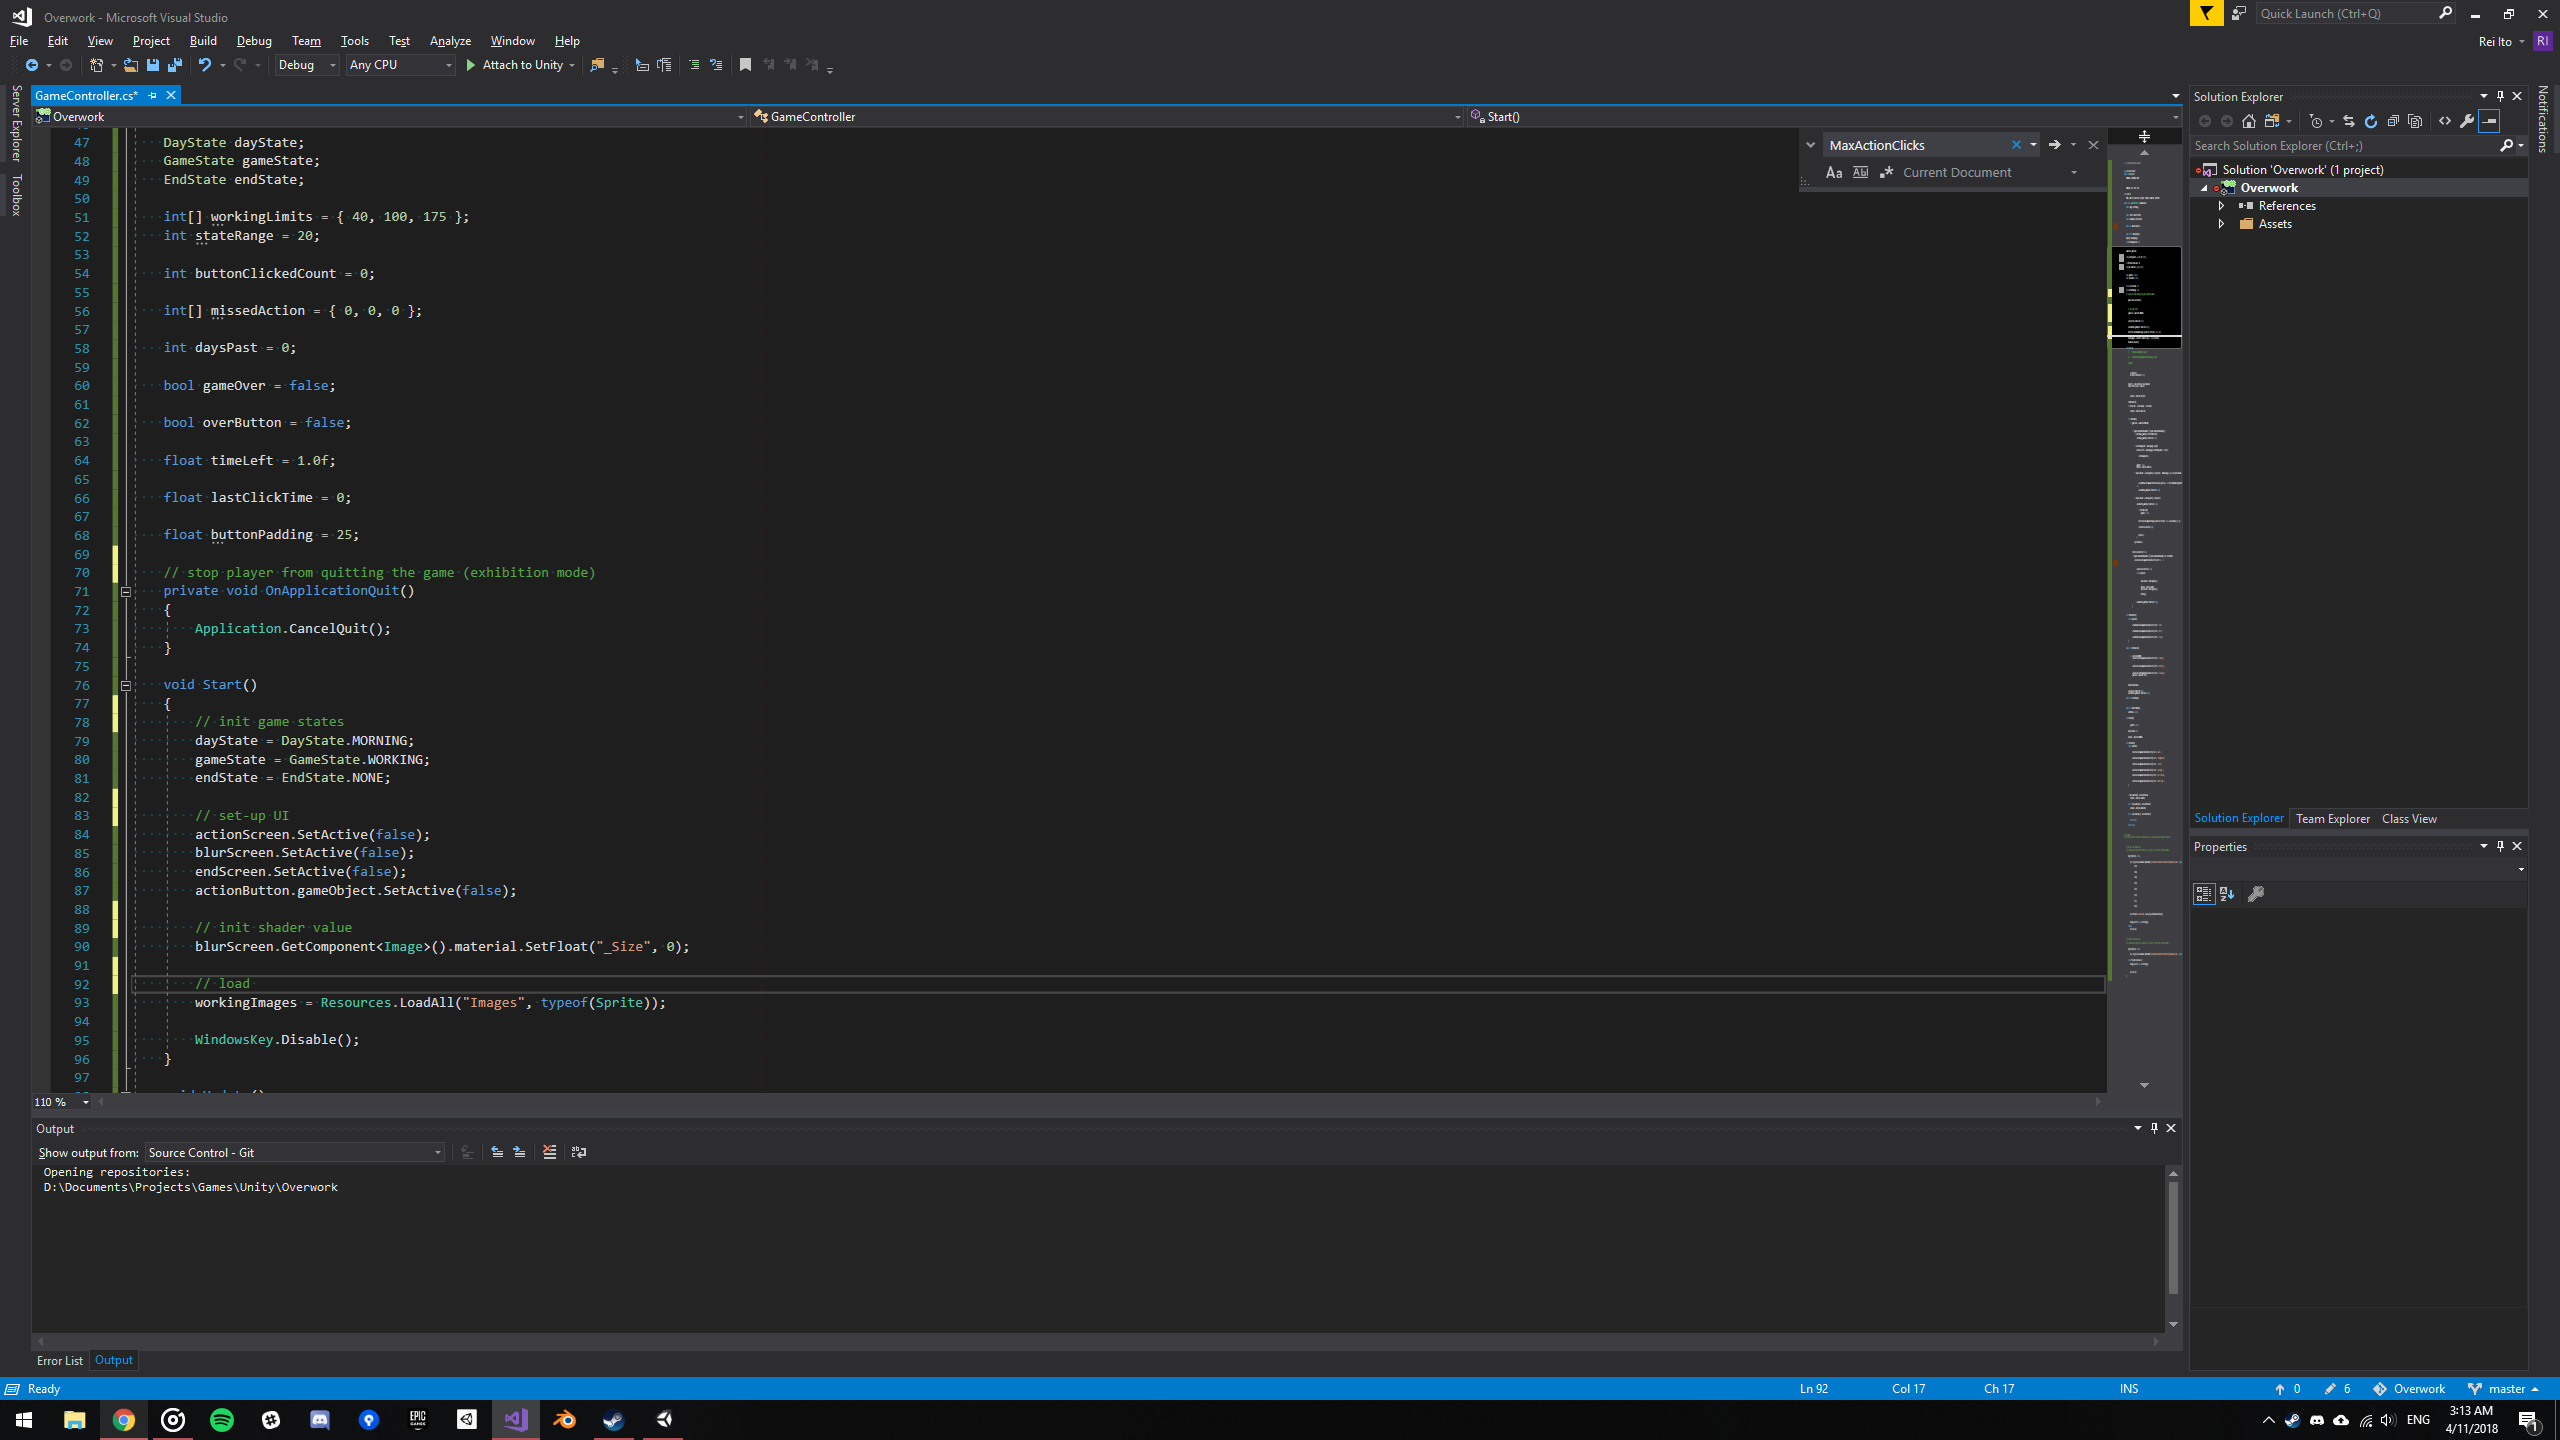 Overwork - Microsoft Visual Studio
Quick Launch (Ctrl+Q)
File Edit View Project Build Debug Team Tools Test Analyze Window Help
Rei Ito RI
Debug Any CPU Attach to Unity
Server Explorer
Toolbox
GameController.cs*
Overwork GameController Start()
MaxActionClicks
Aa Ab Current Document
47 DayState dayState;
48 GameState gameState;
49 EndState endState;
50
51 int[] workingLimits = { 40, 100, 175 };
52 int stateRange = 20;
53
54 int buttonClickedCount = 0;
55
56 int[] missedAction = { 0, 0, 0 };
57
58 int daysPast = 0;
59
60 bool gameOver = false;
61
62 bool overButton = false;
63
64 float timeLeft = 1.0f;
65
66 float lastClickTime = 0;
67
68 float buttonPadding = 25;
69
70 // stop player from quitting the game (exhibition mode)
71 private void OnApplicationQuit()
72 {
73 Application.CancelQuit();
74 }
75
76 void Start()
77 {
78 // init game states
79 dayState = DayState.MORNING;
80 gameState = GameState.WORKING;
81 endState = EndState.NONE;
82
83 // set-up UI
84 actionScreen.SetActive(false);
85 blurScreen.SetActive(false);
86 endScreen.SetActive(false);
87 actionButton.gameObject.SetActive(false);
88
89 // init shader value
90 blurScreen.GetComponent<Image>().material.SetFloat("_Size", 0);
91
92 // load
93 workingImages = Resources.LoadAll("Images", typeof(Sprite));
94
95 WindowsKey.Disable();
96 }
97
110 %
Solution Explorer
Search Solution Explorer (Ctrl+;)
Solution 'Overwork' (1 project)
Overwork
References
Assets
Solution Explorer Team Explorer Class View
Properties
Notifications
Output
Show output from: Source Control - Git
Opening repositories:
D:\Documents\Projects\Games\Unity\Overwork
Error List Output
Ready Ln 92 Col 17 Ch 17 INS 0 6 Overwork master
EPIC GAMES
ENG
3:13 AM
4/11/2018
1